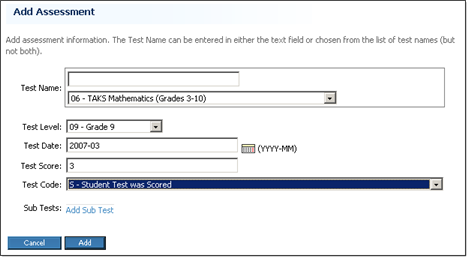 Add Assessment
Add assessment information. The Test Name can be entered in either the text field or chosen from the list of test names (but
not both).
Test Name:
06 - TAKS Mathematics (Grades 3-10)
Test Level: 09 - Grade 9
Test Date: 2007-03 (YYYY-MM)
Test Score: 3
Test Code: S - Student Test was Scored
Sub Tests: Add Sub Test
Cancel Add